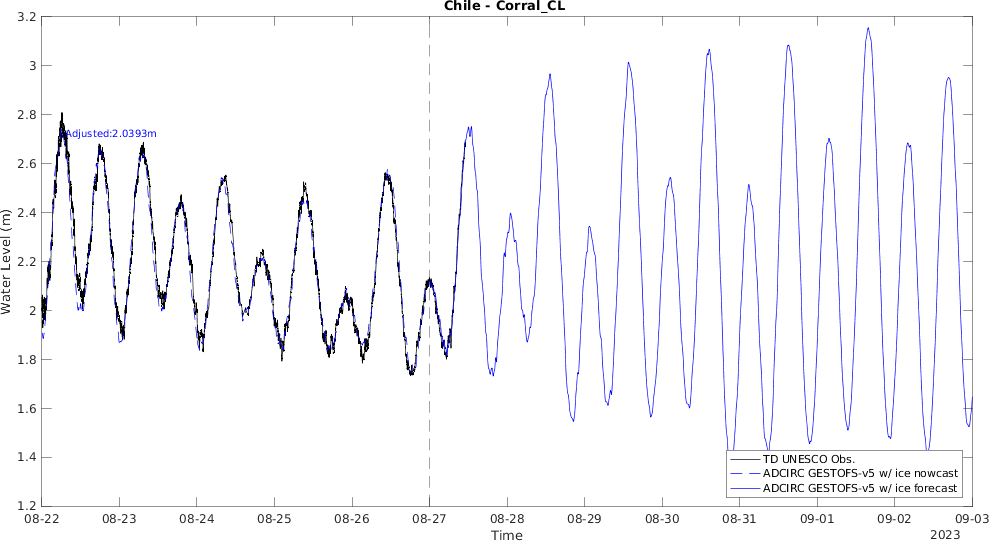 Chile - Corral_CL
3.2
3
2.8
2.6
2.4
2.2
2
1.8
1.6
1.4
1.2
Water Level (m)
Adjusted:2.0393m
TD UNESCO Obs.
ADCIRC GESTOFS-v5 w/ ice nowcast
ADCIRC GESTOFS-v5 w/ ice forecast
08-22 08-23 08-24 08-25 08-26 08-27 08-28 08-29 08-30 08-31 09-01 09-02 09-03
Time
2023